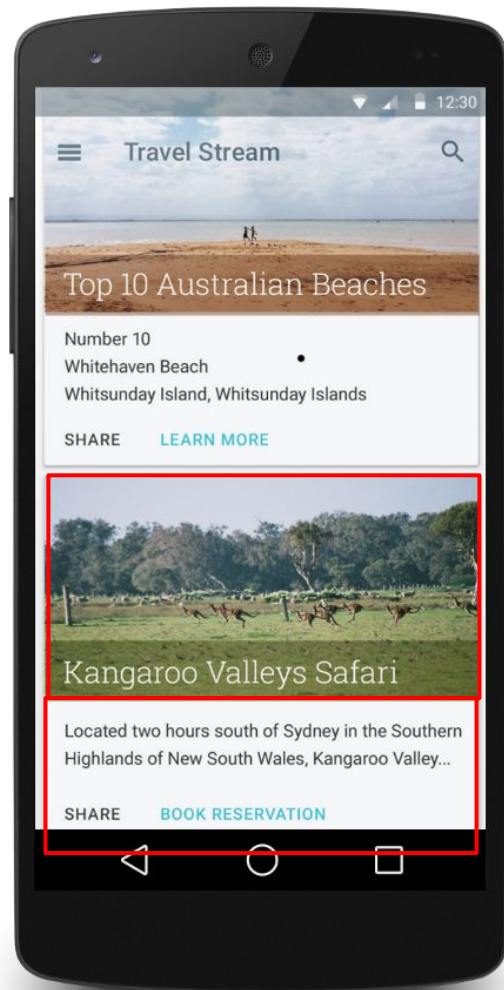 12:30
Travel Stream
Top 10 Australian Beaches
Number 10
Whitehaven Beach
Whitsunday Island, Whitsunday Islands
SHARE LEARN MORE
Kangaroo Valleys Safari
Located two hours south of Sydney in the Southern
Highlands of New South Wales, Kangaroo Valley...
SHARE BOOK RESERVATION